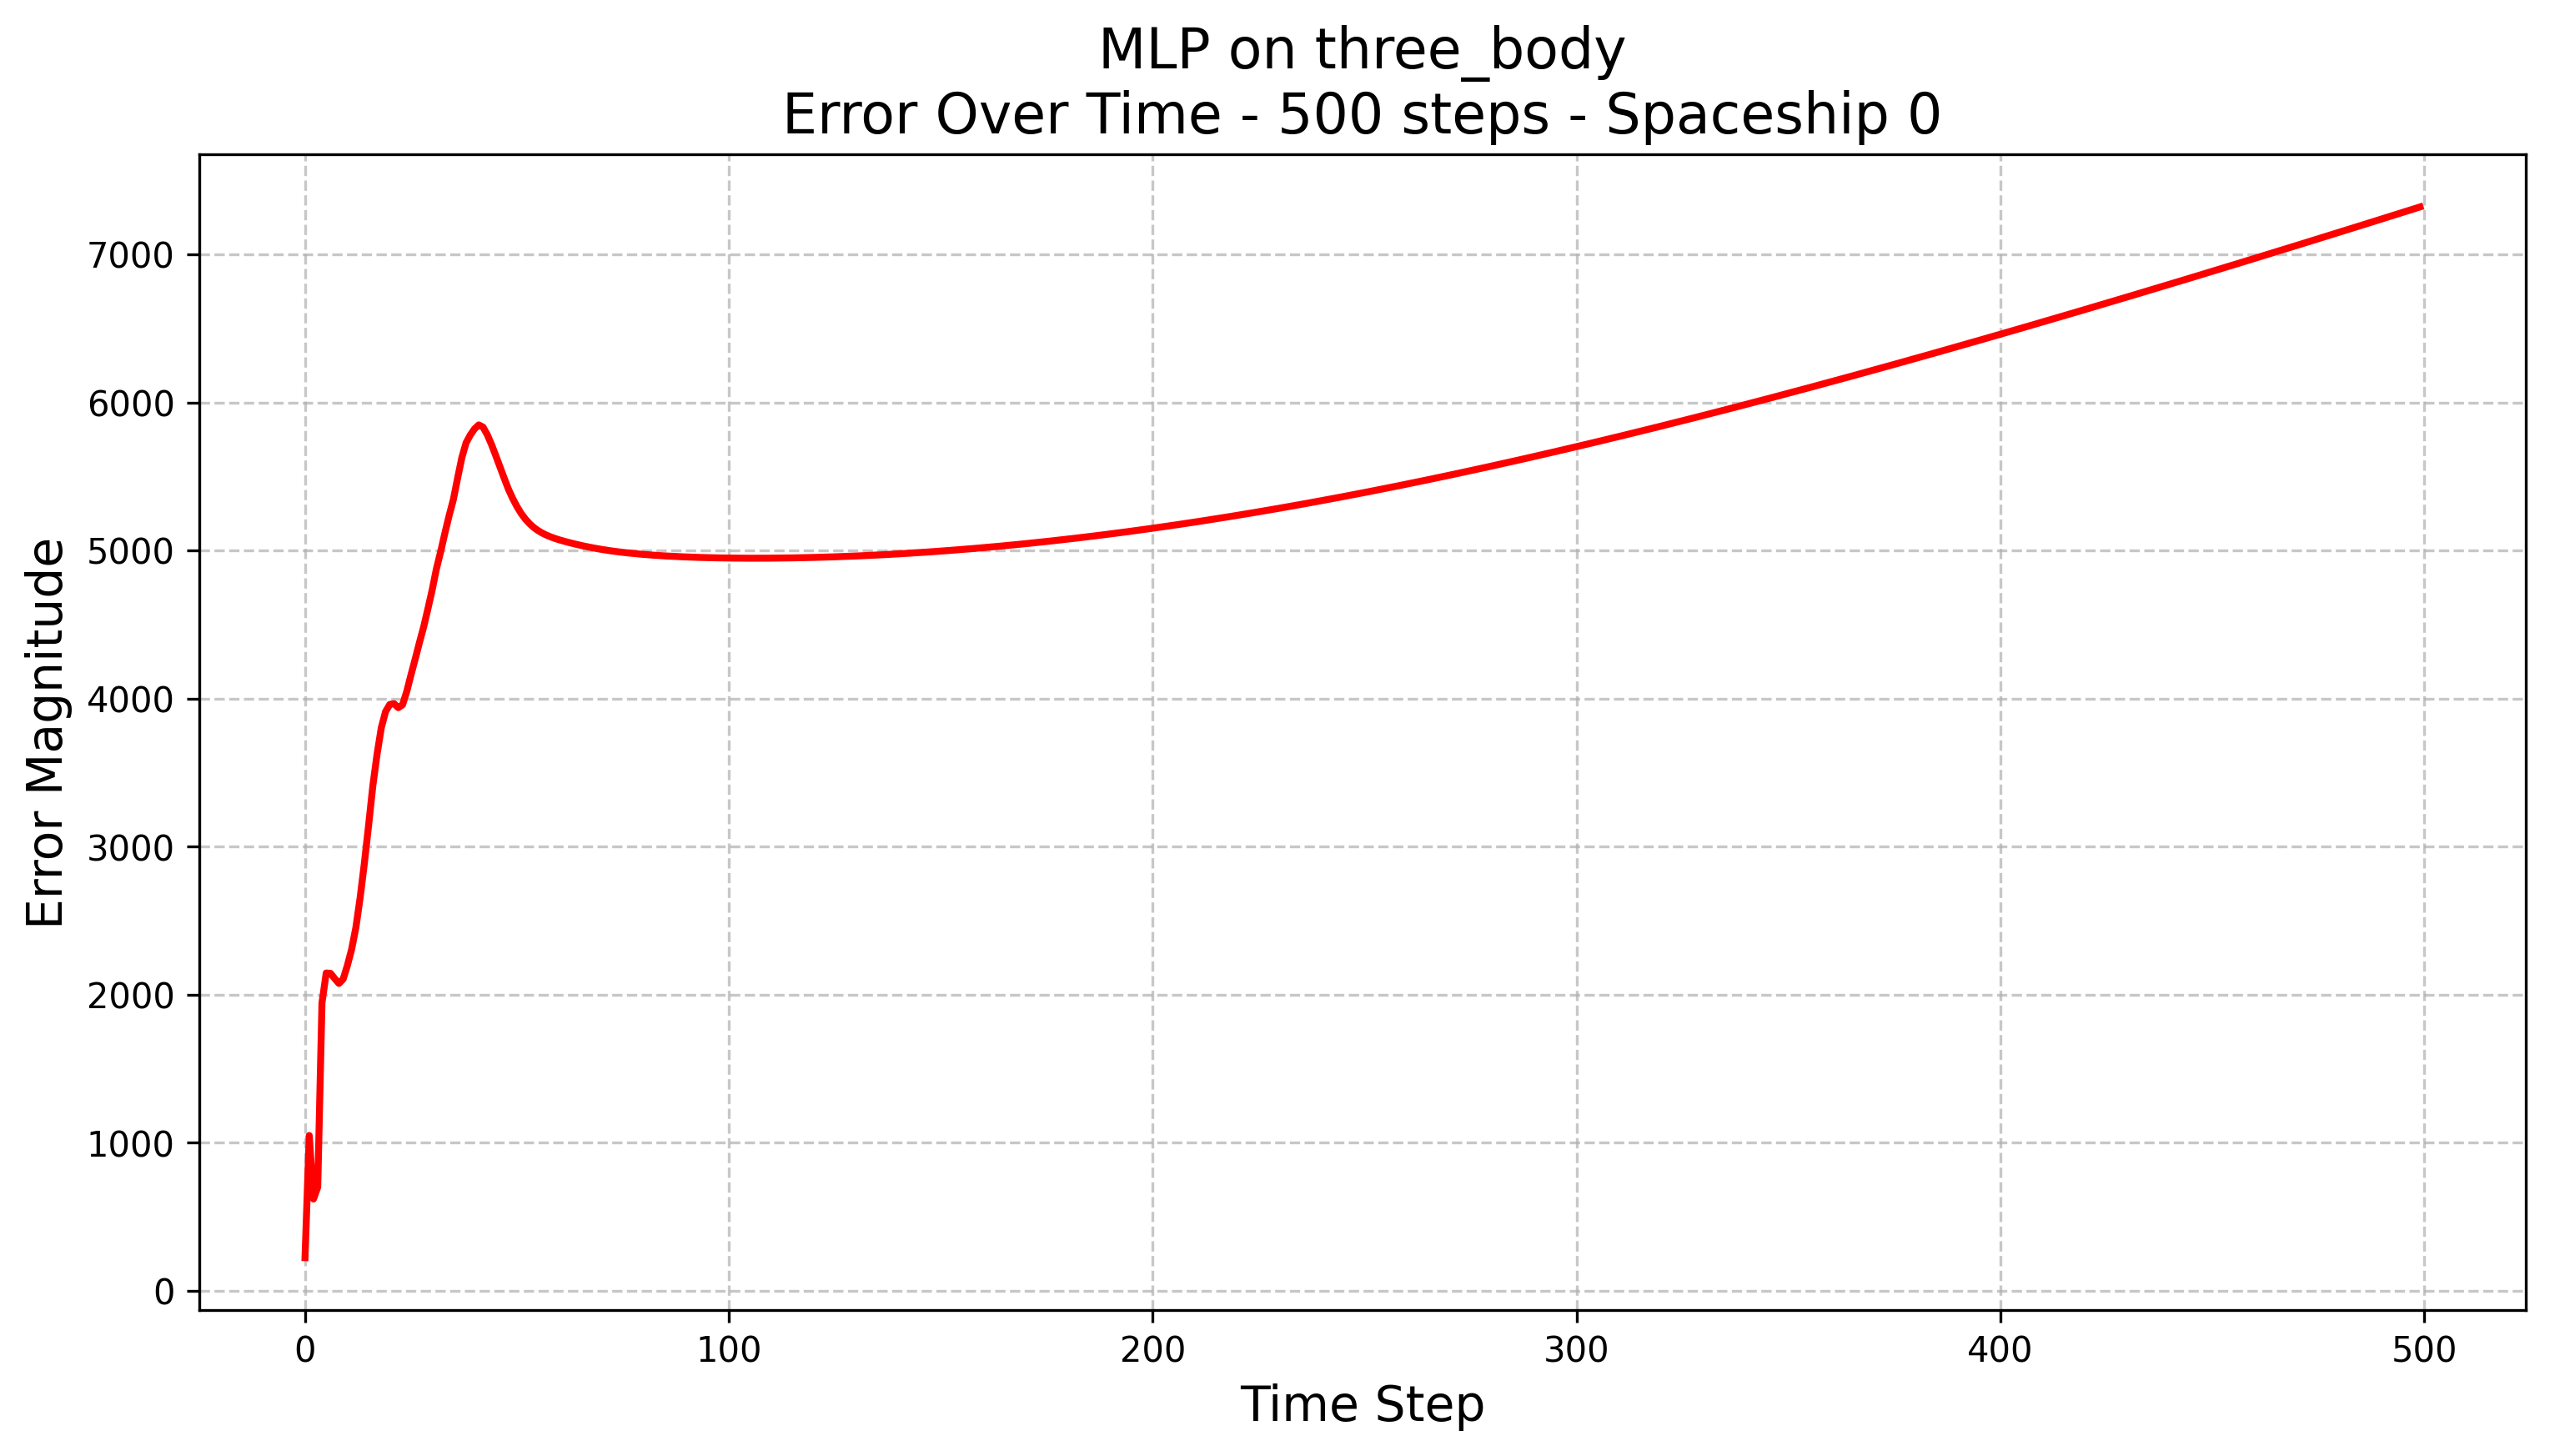 MLP on three_body
Error Over Time - 500 steps - Spaceship 0
Error Magnitude
7000
6000
5000
4000
3000
2000
1000
0
0 100 200 300 400 500
Time Step